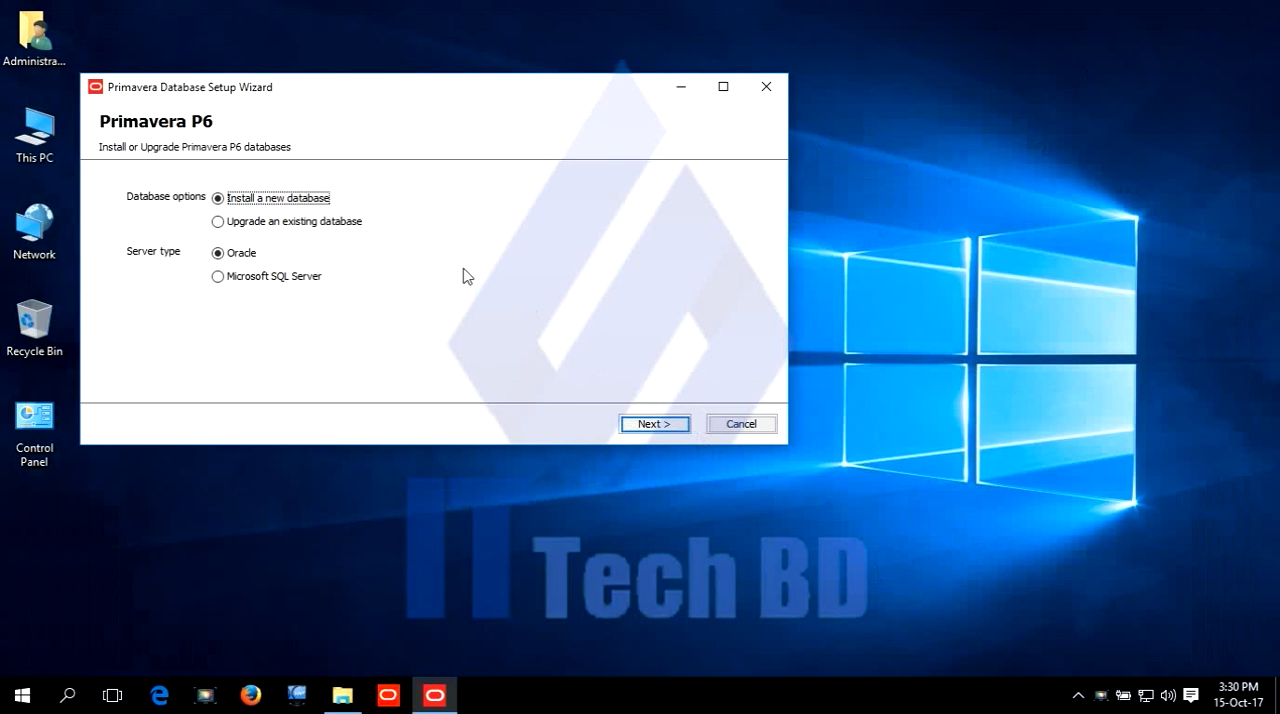 Administra...
This PC
Network
Recycle Bin
Control
Panel
Primavera Database Setup Wizard
Primavera P6
Install or Upgrade Primavera P6 databases
Database options
Install a new database
Upgrade an existing database
Server type
Oracle
Microsoft SQL Server
Next >
Cancel
IT Tech BD
3:30 PM
15-Oct-17